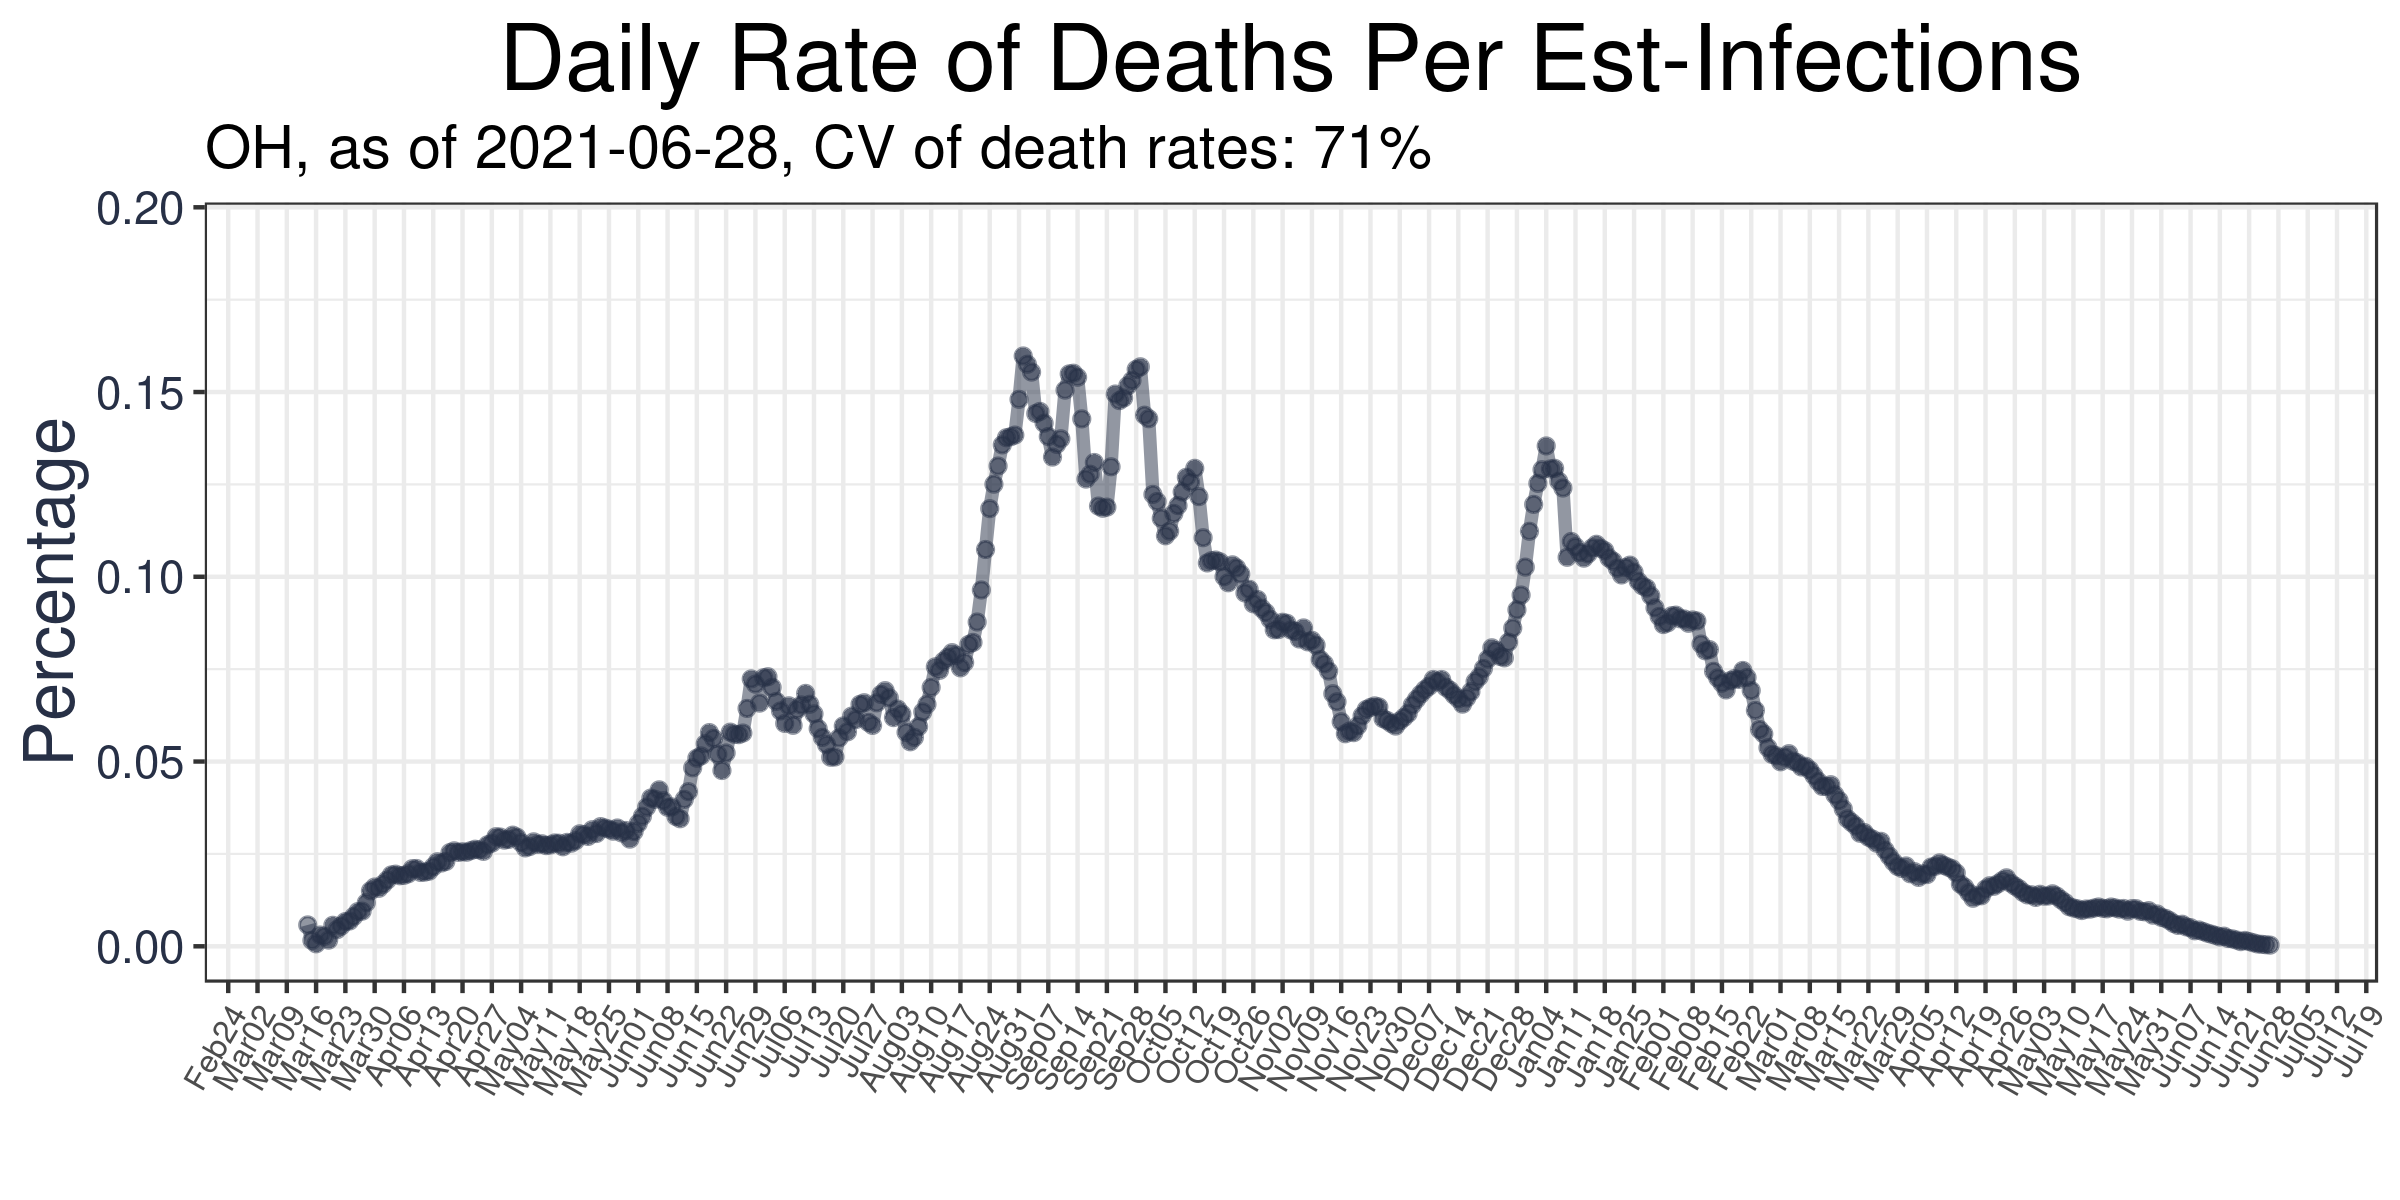 Daily Rate of Deaths Per Est-Infections
OH, as of 2021-06-28, CV of death rates: 71%
Percentage
0.20
0.15
0.10
0.05
0.00
Feb24
Mar02
Mar09
Mar16
Mar23
Mar30
Apr06
Apr13
Apr20
Apr27
May04
May11
May18
May25
Jun01
Jun08
Jun15
Jun22
Jun29
Jul06
Jul13
Jul20
Jul27
Aug03
Aug10
Aug17
Aug24
Aug31
Sep07
Sep14
Sep21
Sep28
Oct05
Oct12
Oct19
Oct26
Nov02
Nov09
Nov16
Nov23
Nov30
Dec07
Dec14
Dec21
Dec28
Jan04
Jan11
Jan18
Jan25
Feb01
Feb08
Feb15
Feb22
Mar01
Mar08
Mar15
Mar22
Mar29
Apr05
Apr12
Apr19
Apr26
May03
May10
May17
May24
May31
May07
Jun14
Jun21
Jun28
Jul05
Jul12
Jul19